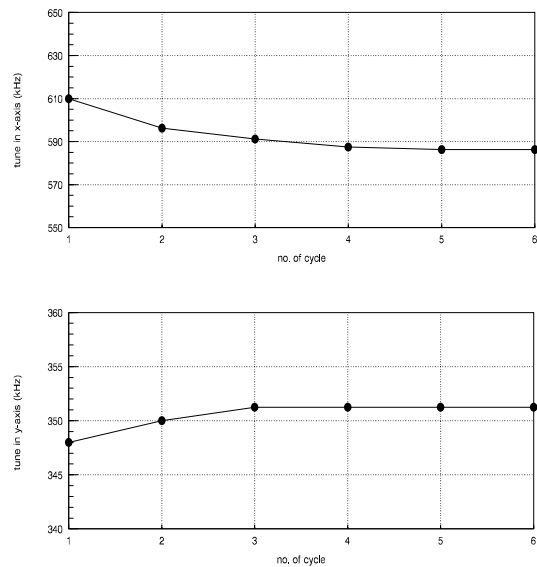 650
630
610
590
570
550
tune in x-axis (kHz)
1 2 3 4 5 6
no. of cycle
360
355
350
345
340
tune in y-axis (kHz)
1 2 3 4 5 6
no. of cycle